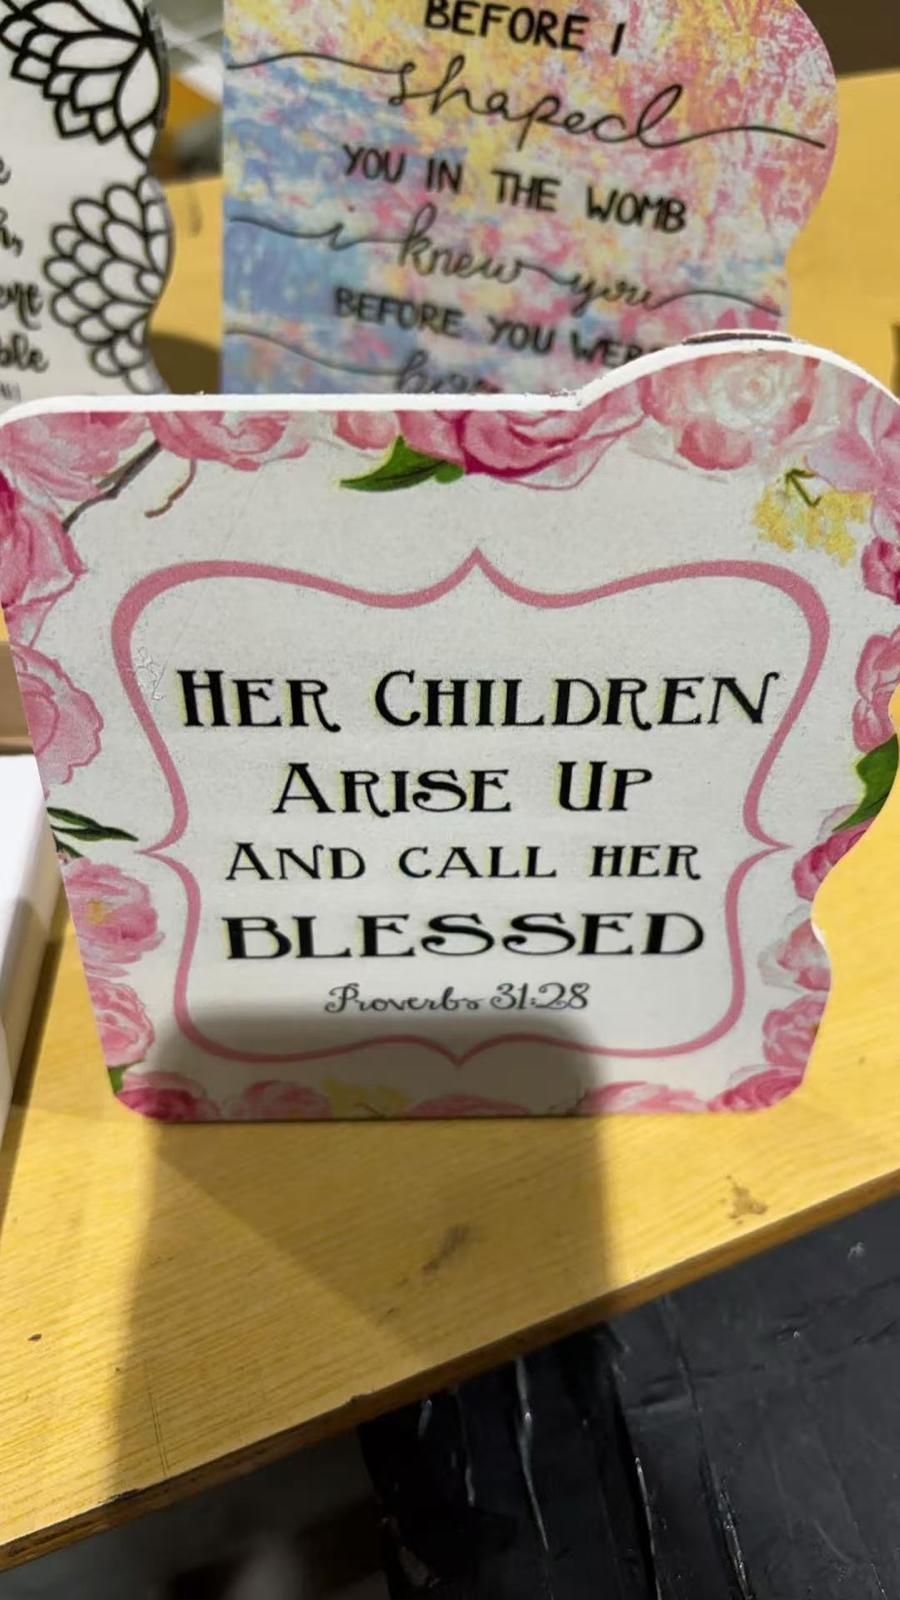 BEFORE I
shaped
YOU IN THE WOMB
i knew you
BEFORE YOU WERE
HER CHILDREN
ARISE UP
AND CALL HER
BLESSED
Proverbs 31:28